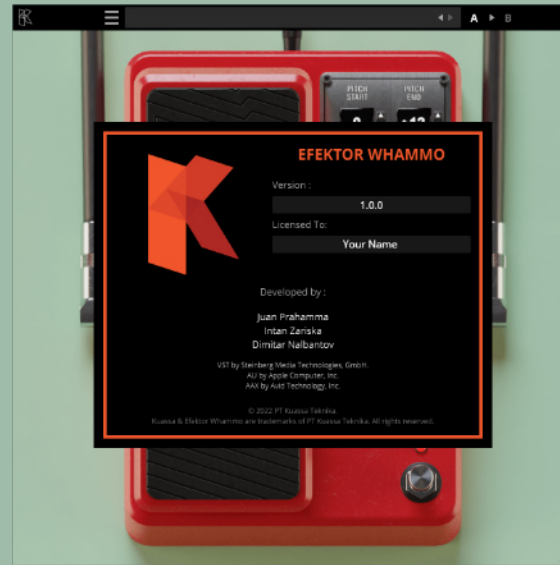 A B
PITCH START PITCH END
EFEKTOR WHAMMO
Version :
1.0.0
Licensed To:
Your Name
Developed by :
Juan Prahamma
Intan Zariska
Dimitar Nalbantov
VST by Steinberg Media Technologies, GmbH.
AU by Apple Computer, Inc.
AAX by Avid Technology, Inc.
© 2022 PT Kuassa Teknika.
Kuassa & Efektor Whammo are trademarks of PT Kuassa Teknika. All rights reserved.